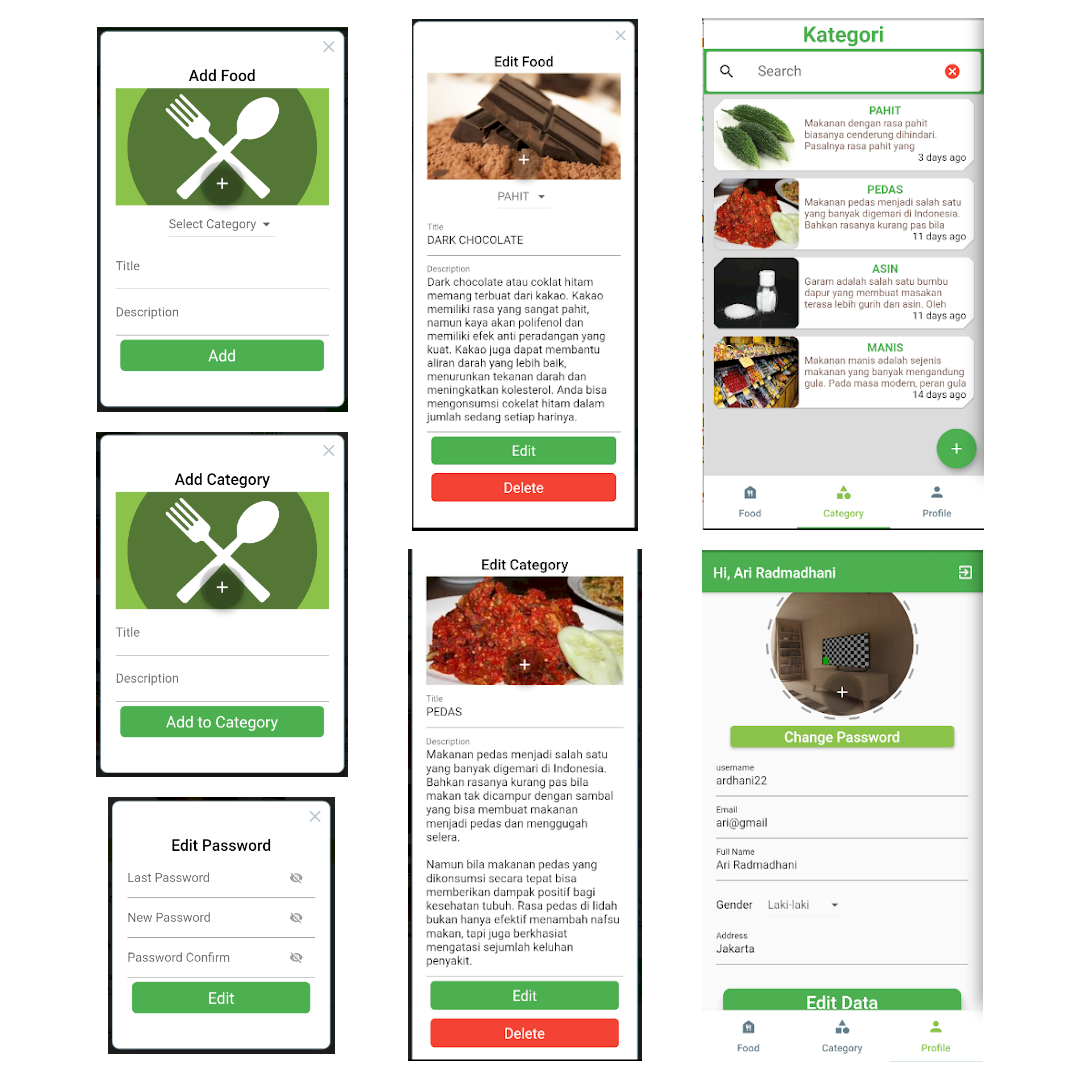 Add Food
Select Category
Title
Description
Add
Add Category
Title
Description
Add to Category
Edit Password
Last Password
New Password
Password Confirm
Edit
Edit Food
PAHIT
Title
DARK CHOCOLATE
Description
Dark chocolate atau coklat hitam
memang terbuat dari kakao. Kakao
memiliki rasa yang sangat pahit,
namun kaya akan polifenol dan
memiliki efek anti peradangan yang
kuat. Kakao juga dapat membantu
aliran darah yang lebih baik,
menurunkan tekanan darah dan
meningkatkan kolesterol. Anda bisa
mengonsumsi cokelat hitam dalam
jumlah sedang setiap harinya.
Edit
Delete
Edit Category
Title
PEDAS
Description
Makanan pedas menjadi salah satu
yang banyak digemari di Indonesia.
Bahkan rasanya kurang pas bila
makan tak dicampur dengan sambal
yang bisa membuat makanan
menjadi pedas dan menggugah
selera.
Namun bila makanan pedas yang
dikonsumsi secara tepat bisa
memberikan dampak positif bagi
kesehatan tubuh. Rasa pedas di lidah
bukan hanya efektif menambah nafsu
makan, tapi juga berkhasiat
mengatasi sejumlah keluhan
penyakit.
Edit
Delete
Kategori
Search
PAHIT
Makanan dengan rasa pahit
biasanya cenderung dihindari.
Pasalnya rasa pahit yang
3 days ago
PEDAS
Makanan pedas menjadi salah satu
yang banyak digemari di Indonesia.
Bahkan rasanya kurang pas bila
11 days ago
ASIN
Garam adalah salah satu bumbu
dapur yang membuat masakan
terasa lebih gurih dan asin. Oleh
11 days ago
MANIS
Makanan manis adalah sejenis
makanan yang banyak mengandung
gula. Pada masa modern, peran gula
14 days ago
Food
Category
Profile
Hi, Ari Radmadhani
Change Password
username
ardhani22
Email
ari@gmail
Full Name
Ari Radmadhani
Gender Laki-laki
Address
Jakarta
Edit Data
Food
Category
Profile